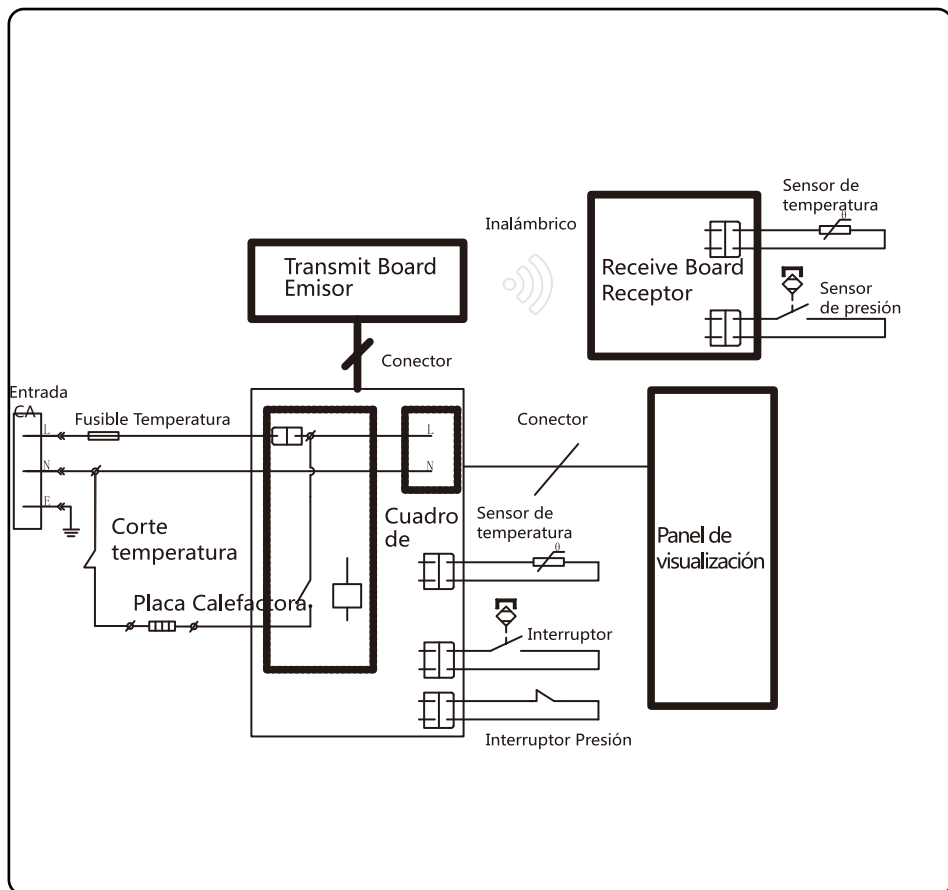 Sensor de
temperatura
θ
Inalámbrico
Transmit Board
Emisor
Receive Board
Receptor
Sensor
de presión
Conector
Entrada
CA
Fusible Temperatura
Conector
L
L
N
N
E
Corte
temperatura
Cuadro
de
Sensor de
temperatura
θ
Panel de
visualización
Placa Calefactora
Interruptor
Interruptor Presión